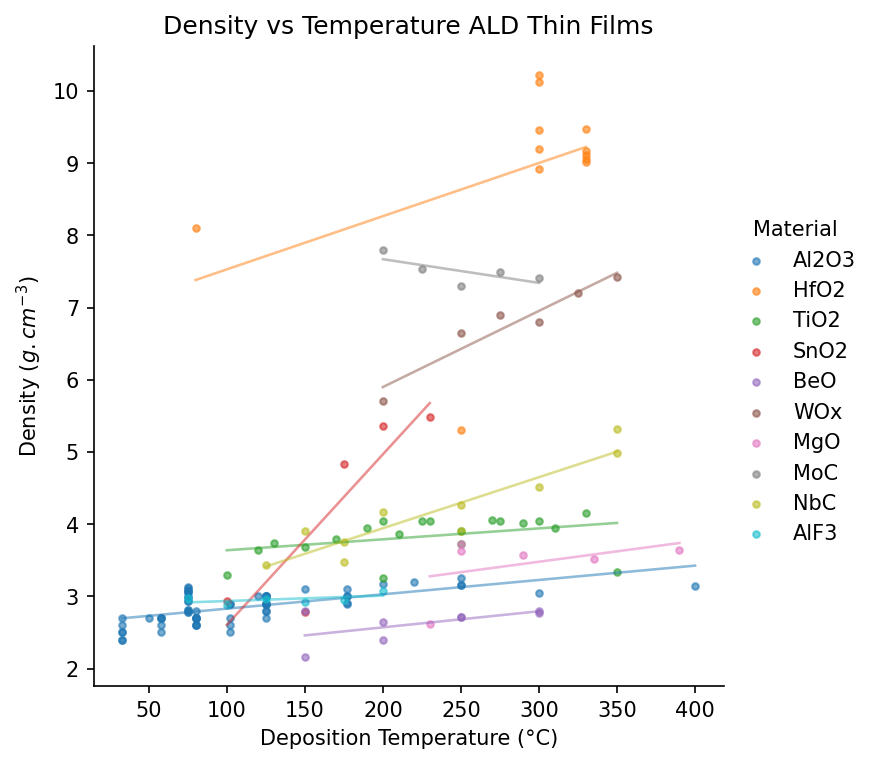 Density vs Temperature ALD Thin Films
Density (g.cm⁻³)
10
9
8
7
6
5
4
3
2
50 100 150 200 250 300 350 400
Deposition Temperature (°C)
Material
Al2O3
HfO2
TiO2
SnO2
BeO
WOx
MgO
MoC
NbC
AlF3